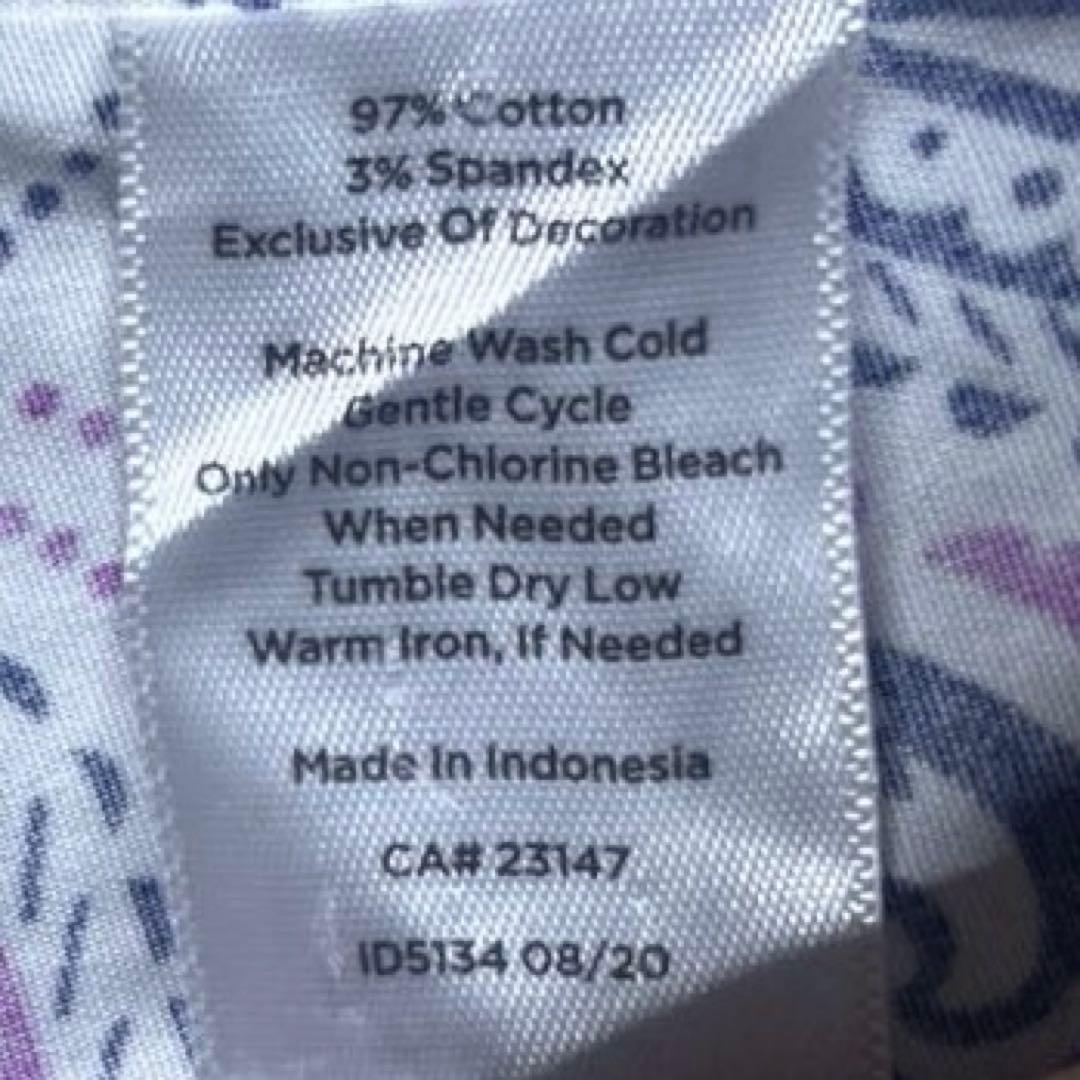 97% Cotton
3% Spandex
Exclusive Of Decoration
Machine Wash Cold
Gentle Cycle
Only Non-Chlorine Bleach
When Needed
Tumble Dry Low
Warm Iron, If Needed
Made In Indonesia
CA# 23147
ID5134 08/20